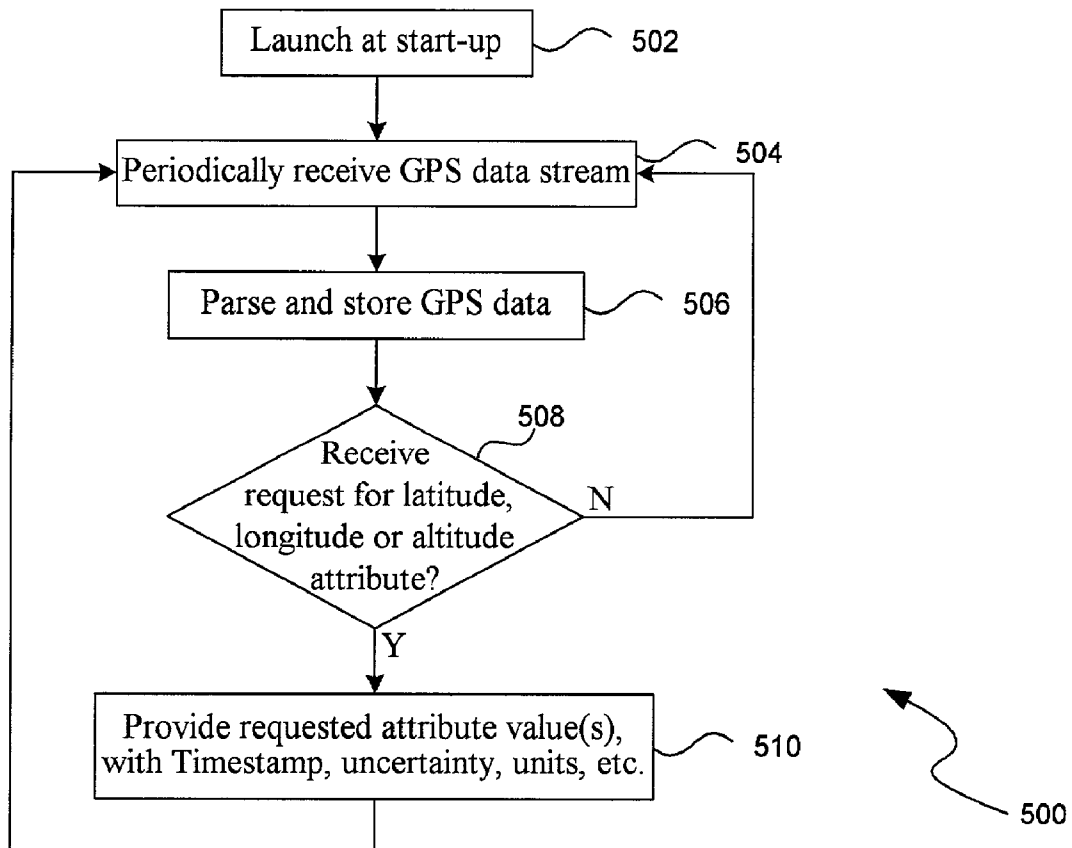 Launch at start-up
502
Periodically receive GPS data stream
504
Parse and store GPS data
506
508
Receive
request for latitude,
longitude or altitude
attribute?
N
Y
Provide requested attribute value(s),
with Timestamp, uncertainty, units, etc.
510
500